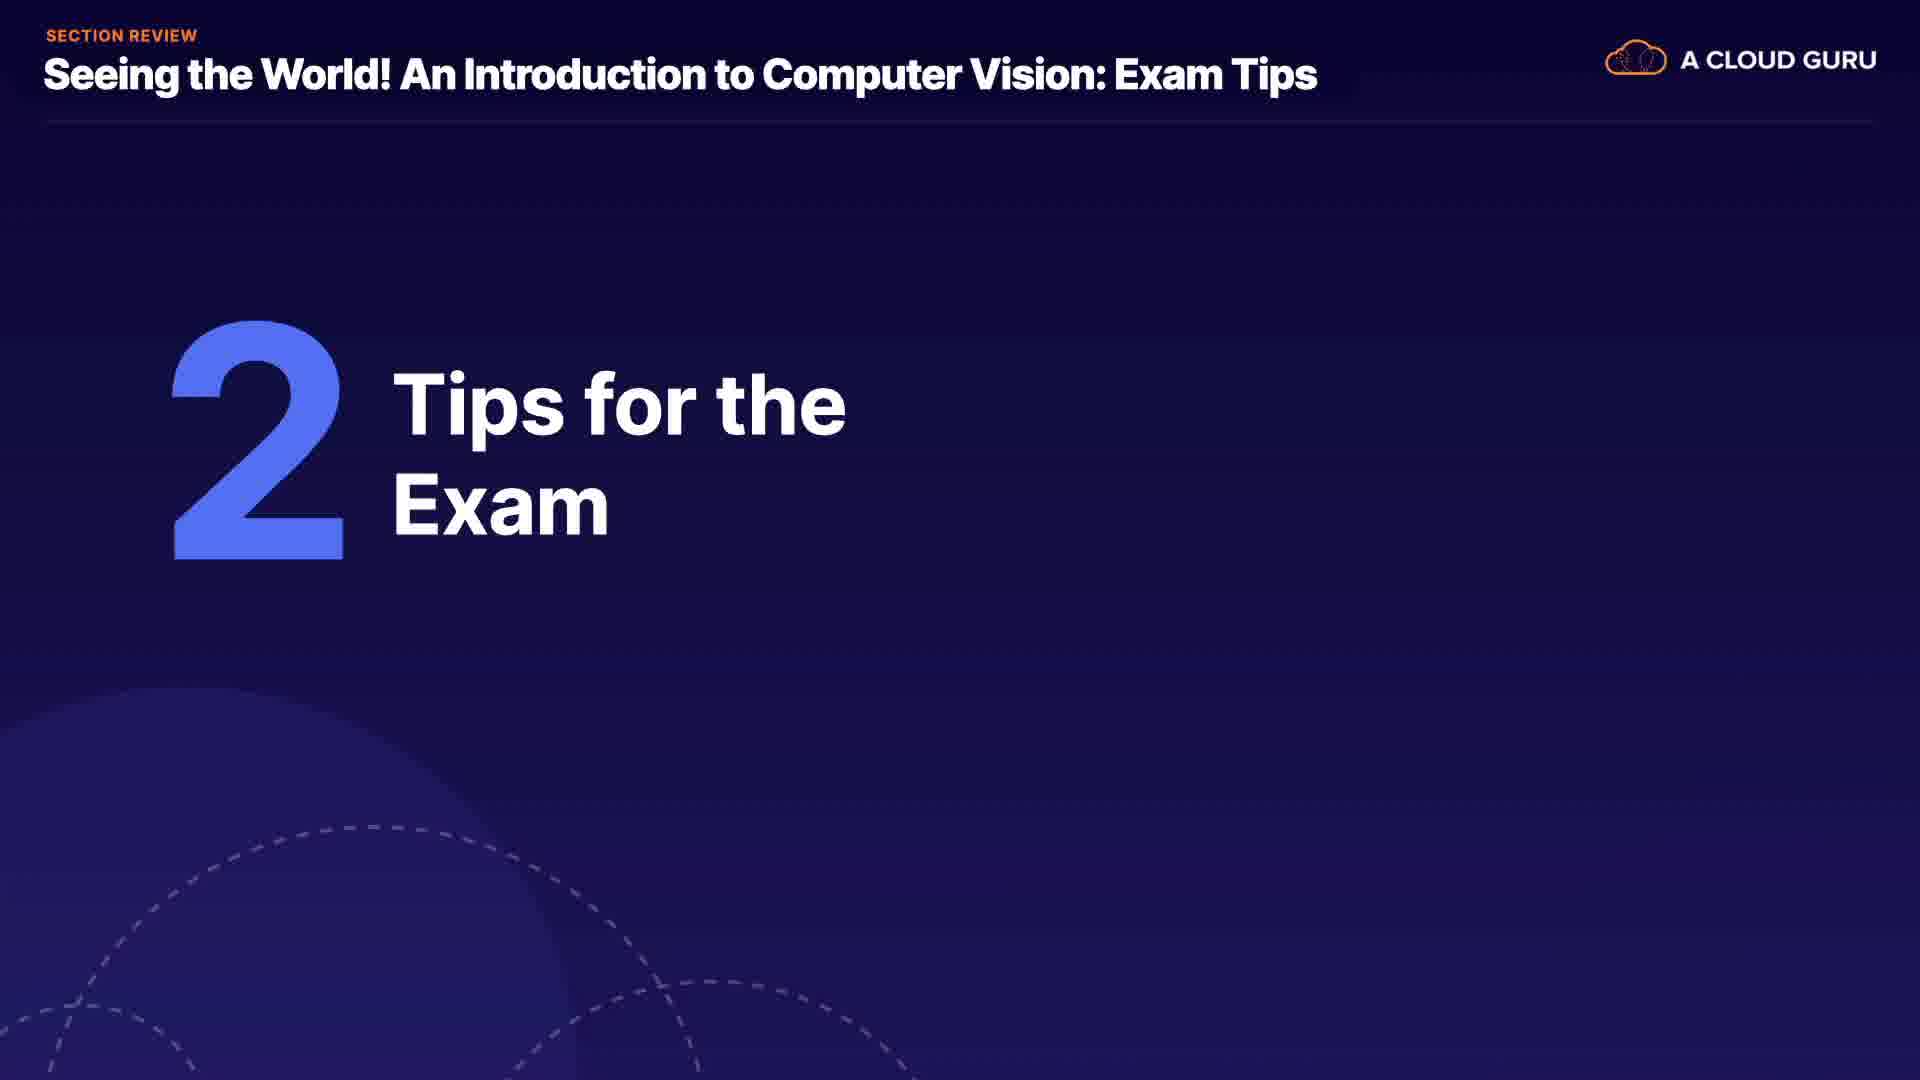 SECTION REVIEW
Seeing the World! An Introduction to Computer Vision: Exam Tips
A CLOUD GURU
2
Tips for the
Exam